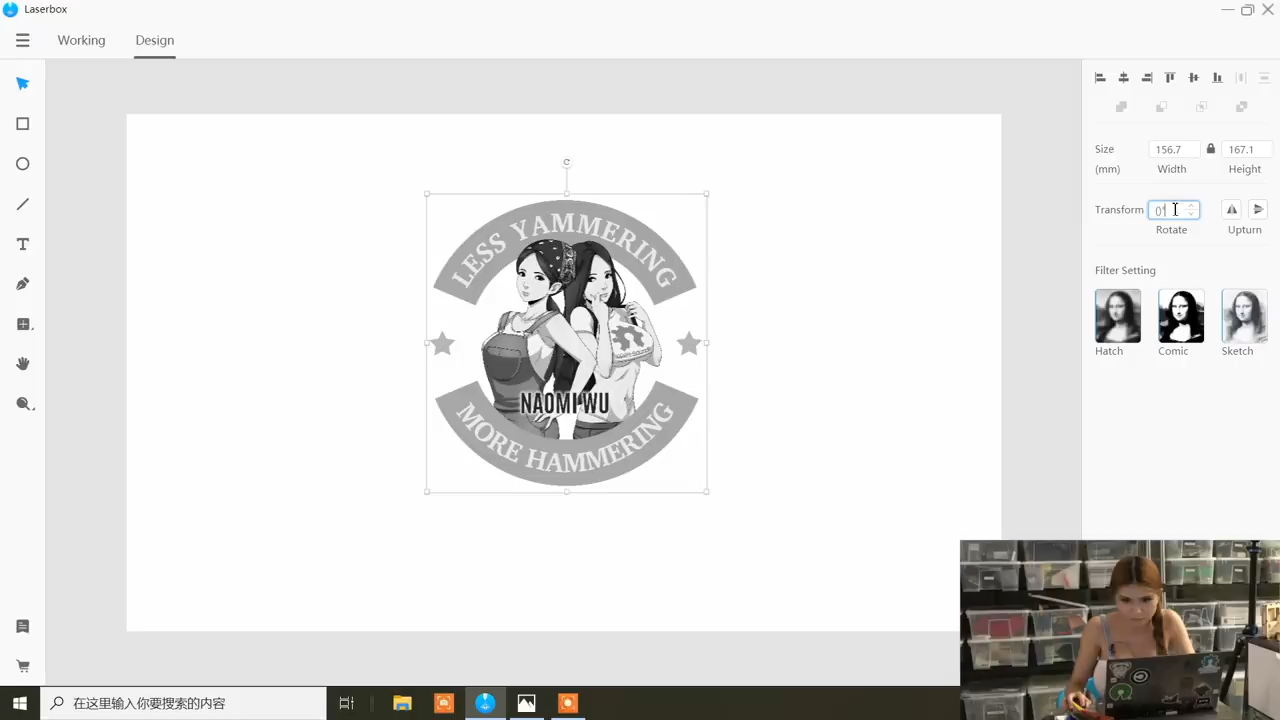 Laserbox
Working
Design
LESS YAMMERING
NAOMI WU
MORE HAMMERING
Size
156.7
167.1
(mm)
Width
Height
Transform
0°
Rotate
Upturn
Filter Setting
Hatch
Comic
Sketch
在这里输入你要搜索的内容